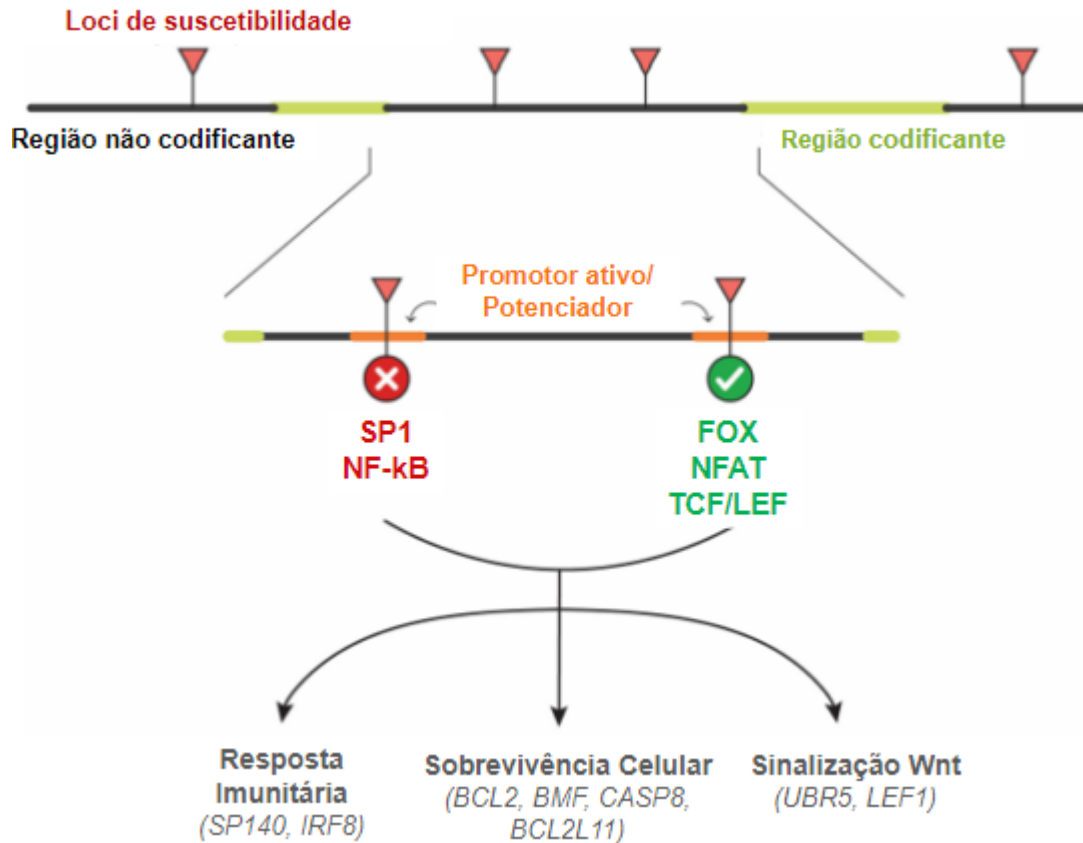 Loci de suscetibilidade
Região não codificante
Região codificante
Promotor ativo/
Potenciador
SP1
NF-kB
FOX
NFAT
TCF/LEF
Resposta
Imunitária
(SP140, IRF8)
Sobrevivência Celular
(BCL2, BMF, CASP8,
BCL2L11)
Sinalização Wnt
(UBR5, LEF1)